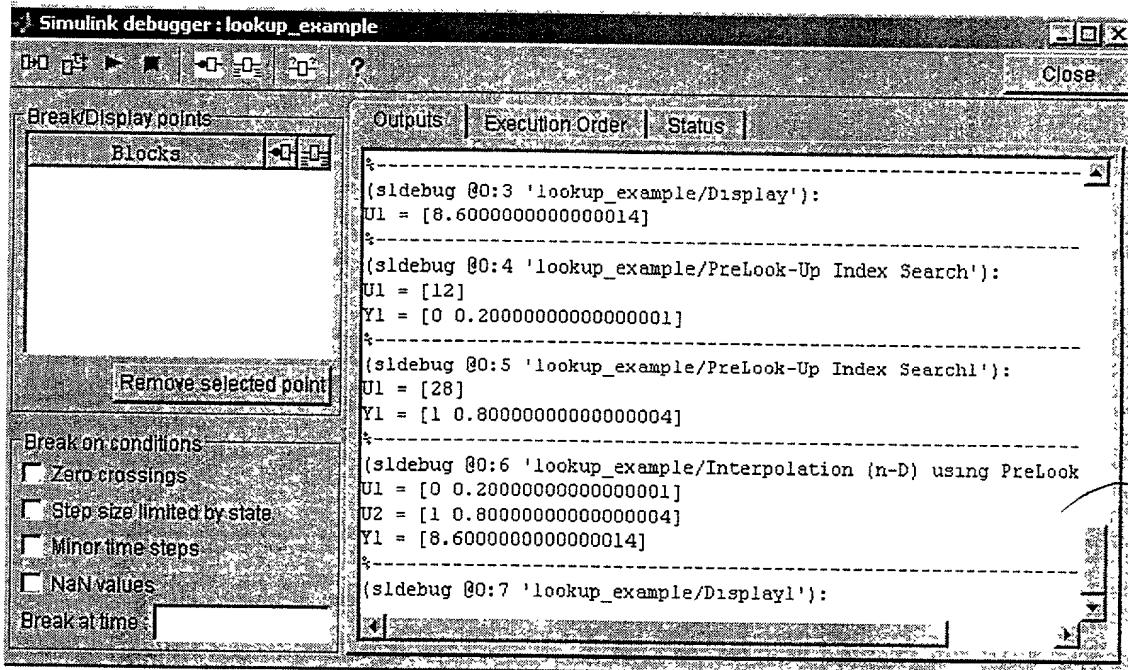 Simulink debugger : lookup_example
?
Close
Break/Display points
Blocks
Remove selected point
Break on conditions
Zero crossings
Step size limited by state
Minor time steps
NaN values
Break at time :
Outputs
Execution Order
Status
%----------------------------------------------------------------
(sldebug @0:3 'lookup_example/Display'):
U1 = [8.6000000000000014]
%----------------------------------------------------------------
(sldebug @0:4 'lookup_example/PreLook-Up Index Search'):
U1 = [12]
Y1 = [0 0.20000000000000001]
%----------------------------------------------------------------
(sldebug @0:5 'lookup_example/PreLook-Up Index Search1'):
U1 = [28]
Y1 = [1 0.80000000000000004]
%----------------------------------------------------------------
(sldebug @0:6 'lookup_example/Interpolation (n-D) using PreLook
U1 = [0 0.20000000000000001]
U2 = [1 0.80000000000000004]
Y1 = [8.6000000000000014]
%----------------------------------------------------------------
(sldebug @0:7 'lookup_example/Display1'):